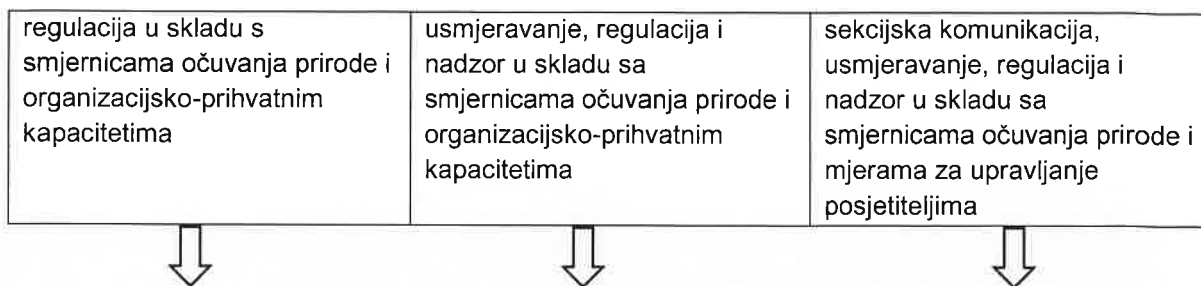 regulacija u skladu s
smjernicama očuvanja prirode i
organizacijsko-prihvatnim
kapacitetima
usmjeravanje, regulacija i
nadzor u skladu sa
smjernicama očuvanja prirode i
organizacijsko-prihvatnim
kapacitetima
sekcijska komunikacija,
usmjeravanje, regulacija i
nadzor u skladu sa
smjernicama očuvanja prirode i
mjerama za upravljanje
posjetiteljima